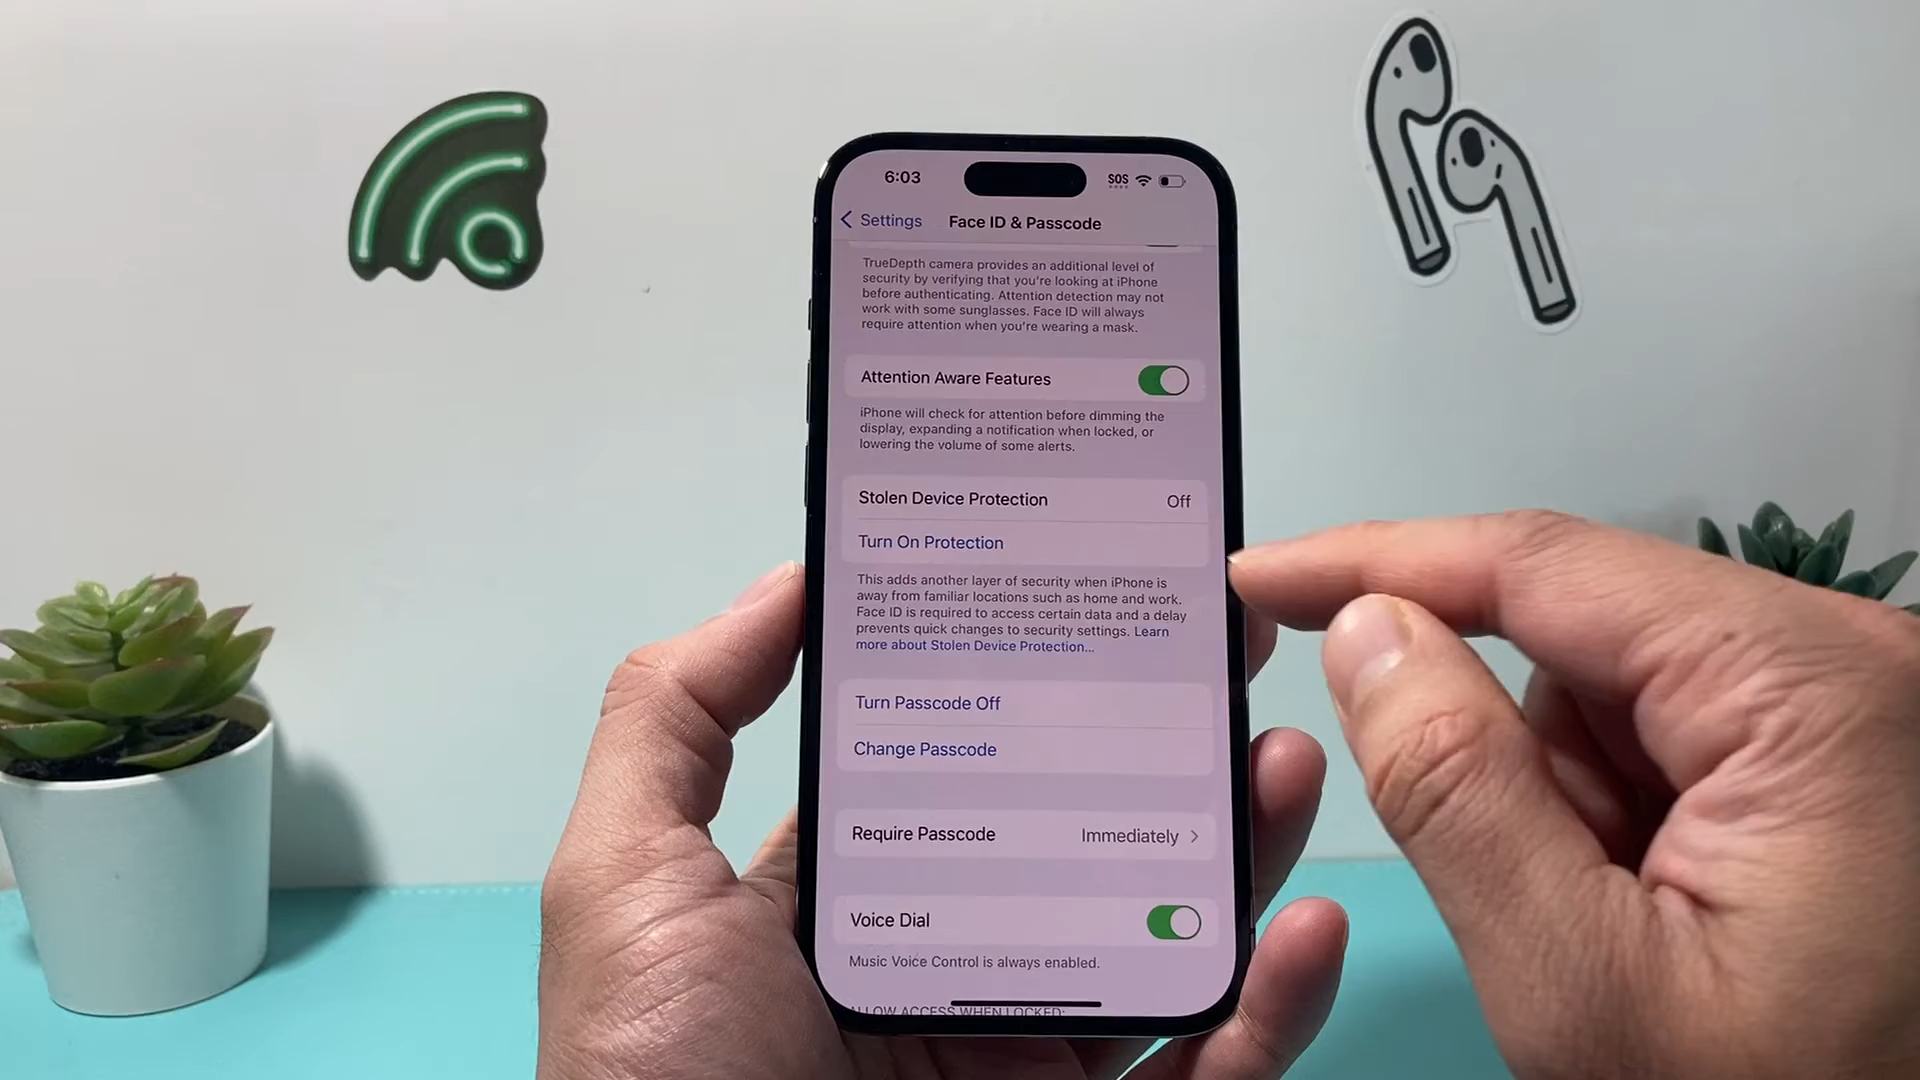 6:03
SOS
Settings
Face ID & Passcode
TrueDepth camera provides an additional level of
security by verifying that you're looking at iPhone
before authenticating. Attention detection may not
work with some sunglasses. Face ID will always
require attention when you're wearing a mask.
Attention Aware Features
iPhone will check for attention before dimming the
display, expanding a notification when locked, or
lowering the volume of some alerts.
Stolen Device Protection Off
Turn On Protection
This adds another layer of security when iPhone is
away from familiar locations such as home and work.
Face ID is required to access certain data and a delay
prevents quick changes to security settings. Learn
more about Stolen Device Protection...
Turn Passcode Off
Change Passcode
Require Passcode Immediately
Voice Dial
Music Voice Control is always enabled.
ALLOW ACCESS WHEN LOCKED: